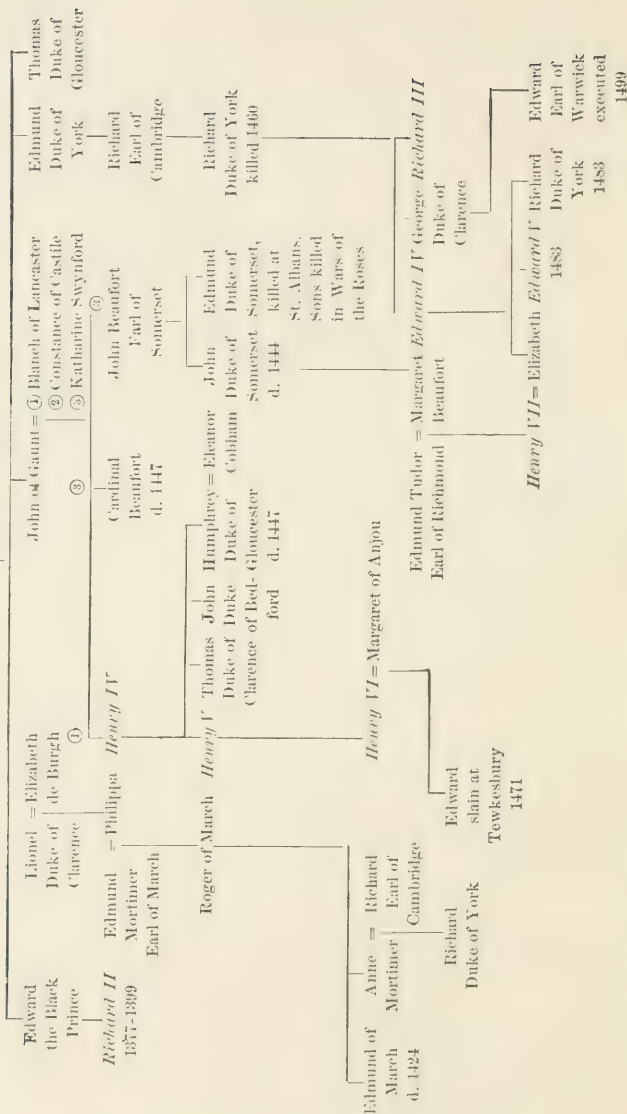 Edward
the Black
Prince
Richard II
1377-1399
Lionel = Elizabeth
Duke of de Burgh
Clarence
①
Edmund = Philippa
Mortimer
Earl of March
Roger of March
Edmund of
March
d. 1424
Anne = Richard
Mortimer Earl of
Cambridge
Richard
Duke of York
John of Gaunt = ① Blanch of Lancaster
② Constance of Castile
③ Katharine Swynford
Henry IV
③
Cardinal
Beaufort
d. 1447
③
John Beaufort
Earl of
Somerset
Henry V
Thomas John Humphrey = Eleanor
Duke of Duke Duke of Cobham
Clarence of Bed- Gloucester
ford d. 1447
John
Duke of
Somerset
d. 1444
Edmund
Duke of
Somerset,
killed at
St. Albans.
Sons killed
in Wars of
the Roses
Henry VI = Margaret of Anjou
Edward
slain at
Tewkesbury
1471
Edmund Tudor = Margaret
Earl of Richmond Beaufort
Edmund
Duke of
York
Richard
Earl of
Cambridge
Richard
Duke of York
killed 1460
Thomas
Duke of
Gloucester
Edward IV George Richard III
Duke of
Clarence
Henry VII = Elizabeth Edward V Richard
1483 Duke of
York
1483
Edward
Earl of
Warwick
executed
1499